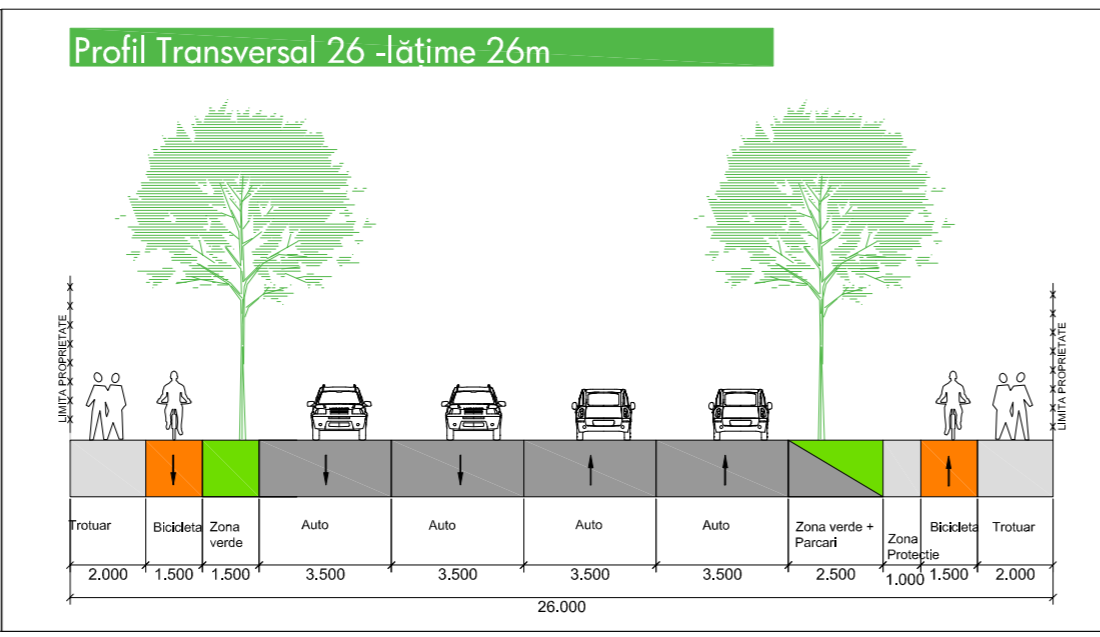 Profil Transversal 26 -lățime 26m
LIMITA PROPRIETATE
LIMITA PROPRIETATE
Trotuar
Bicicleta
Zona
verde
Auto
Auto
Auto
Auto
Zona verde +
Parcari
Zona
Protectie
Bicicleta
Trotuar
2.000
1.500
1.500
3.500
3.500
3.500
3.500
2.500
1.000
1.500
2.000
26.000